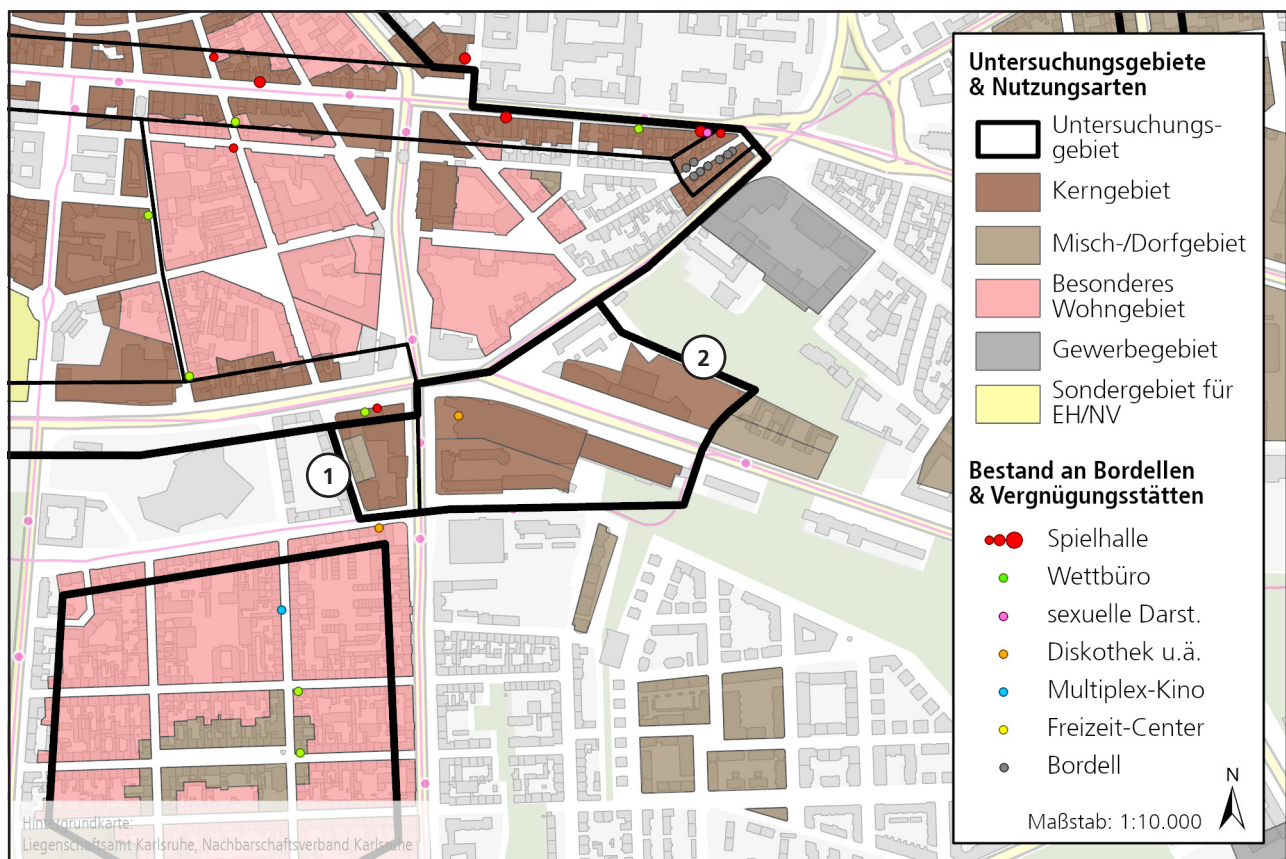 Untersuchungsgebiete
& Nutzungsarten
Untersuchungs-
gebiet
Kerngebiet
Misch-/Dorfgebiet
Besonderes
Wohngebiet
Gewerbegebiet
Sondergebiet für
EH/NV
Bestand an Bordellen
& Vergnügungsstätten
Spielhalle
Wettbüro
sexuelle Darst.
Diskothek u.ä.
Multiplex-Kino
Freizeit-Center
Bordell
N
Maßstab: 1:10.000
2
1
Hintergrundkarte:
Liegenschaftsamt Karlsruhe, Nachbarschaftsverband Karlsruhe